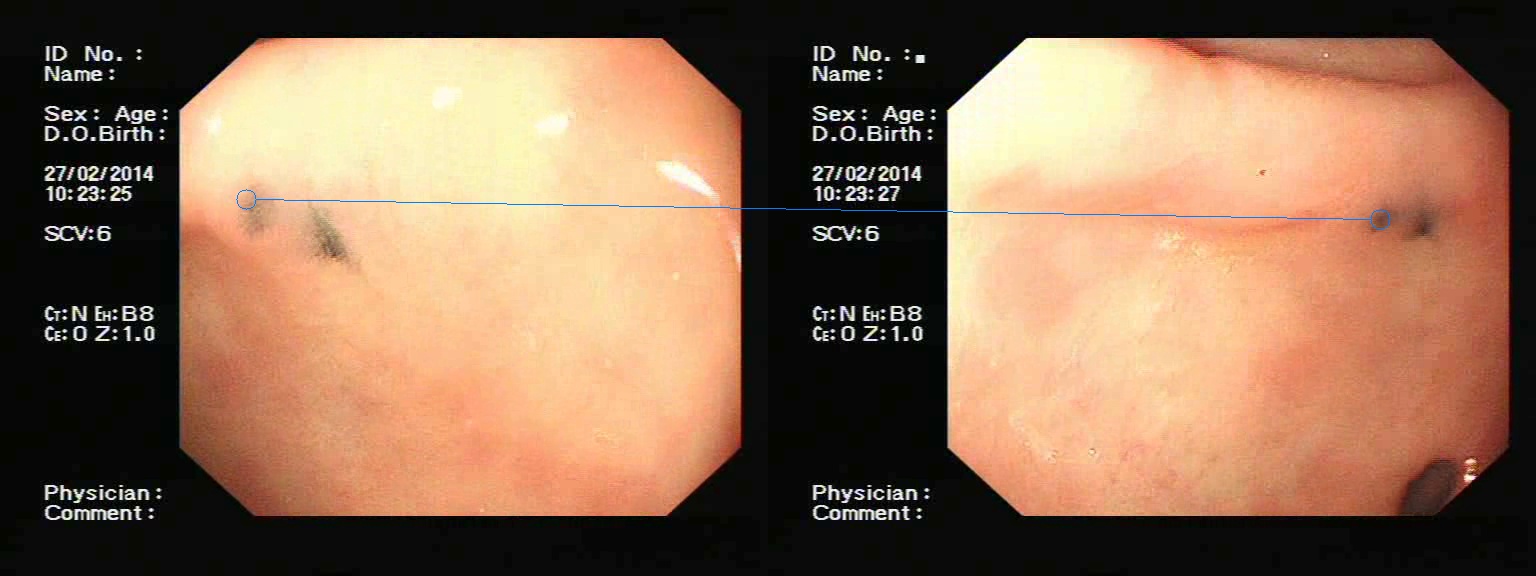 ID No. :
Name:
Sex: Age:
D.O.Birth:
27/02/2014
10:23:25
SCV:6
CT:N EH:B8
CE:0 Z:1.0
Physician:
Comment:
ID No. :
Name:
Sex: Age:
D.O.Birth:
27/02/2014
10:23:27
SCV:6
CT:N EH:B8
CE:0 Z:1.0
Physician:
Comment: